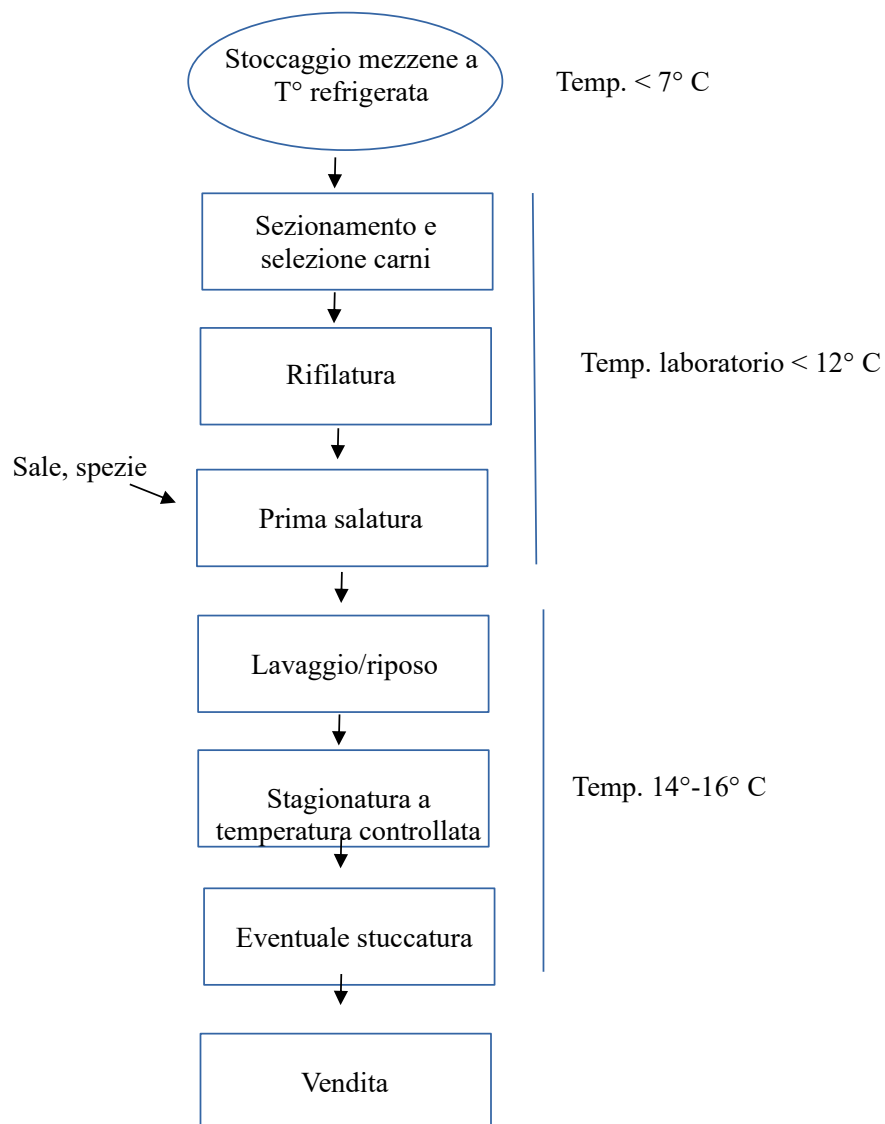 Stoccaggio mezzene a
T° refrigerata
Temp. < 7° C
Sezionamento e
selezione carni
Rifilatura
Temp. laboratorio < 12° C
Sale, spezie
Prima salatura
Lavaggio/riposo
Stagionatura a
temperatura controllata
Temp. 14°-16° C
Eventuale stuccatura
Vendita